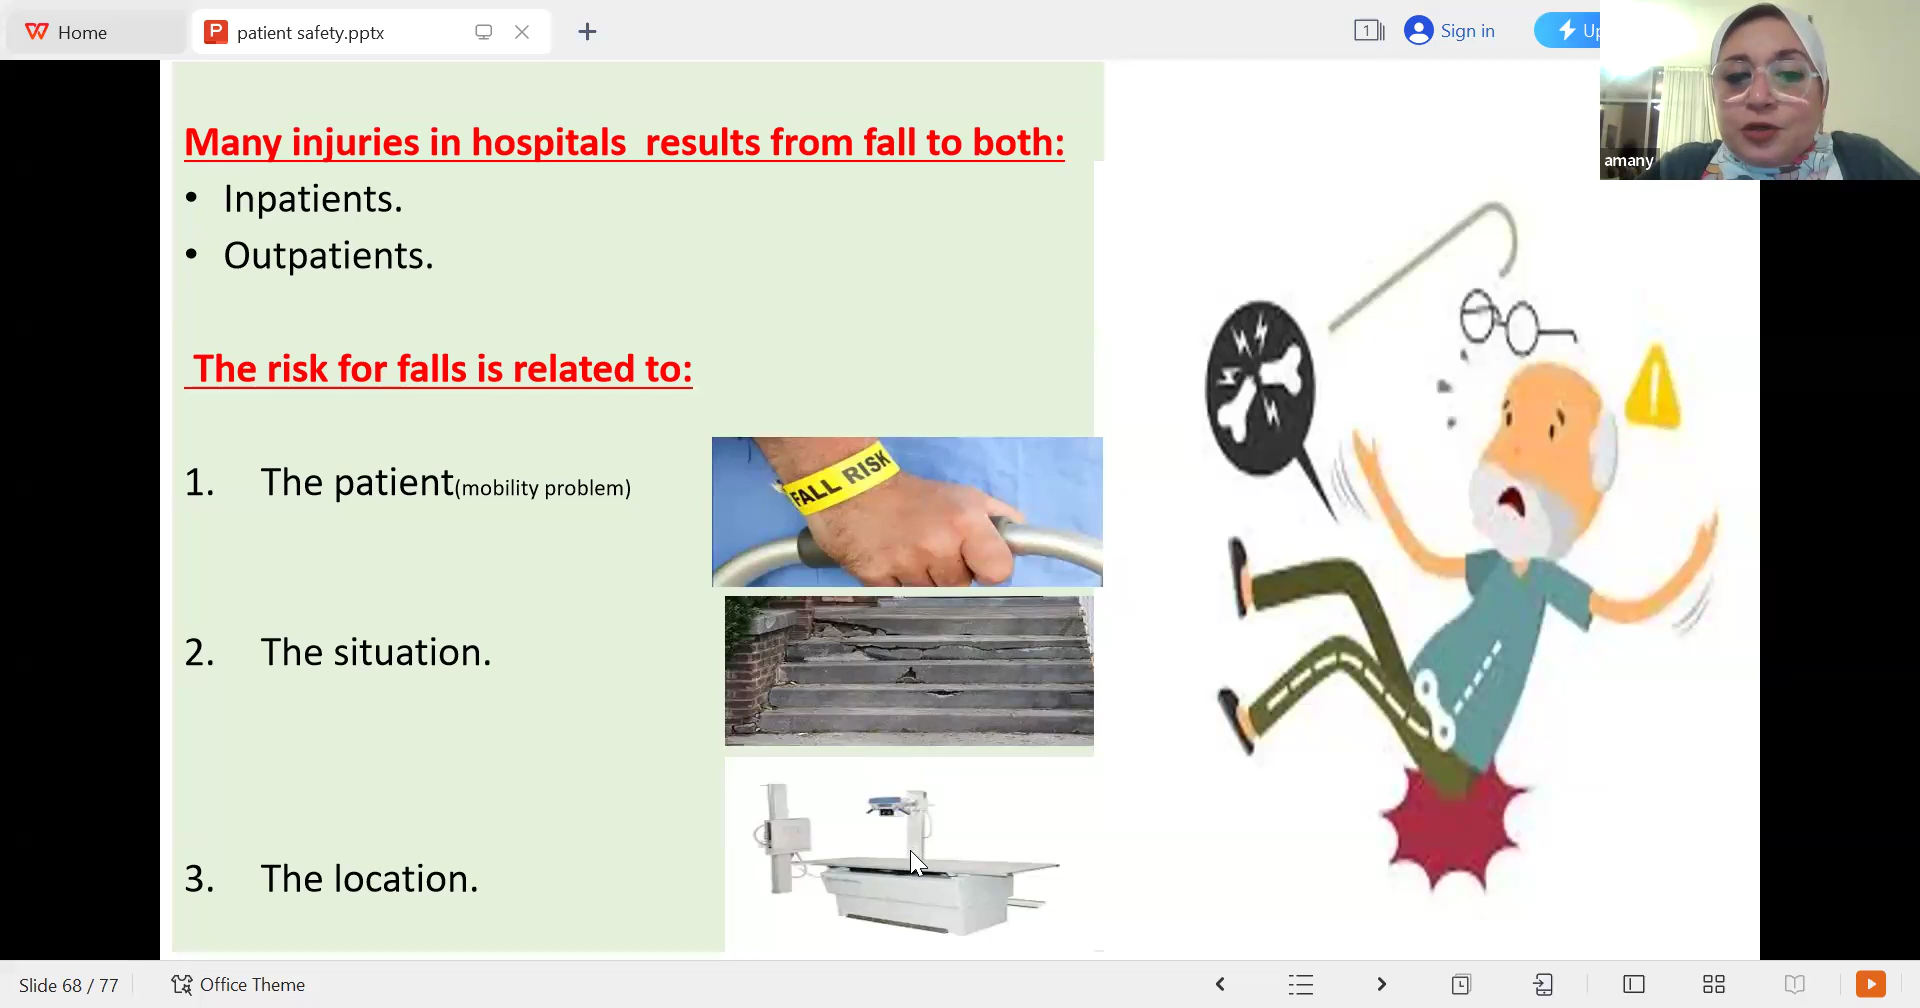 Home
patient safety.pptx
1
Sign in
amany
Many injuries in hospitals  results from fall to both:
• Inpatients.
• Outpatients.
The risk for falls is related to:
1. The patient(mobility problem)
FALL RISK
2. The situation.
3. The location.
Slide 68 / 77
Office Theme